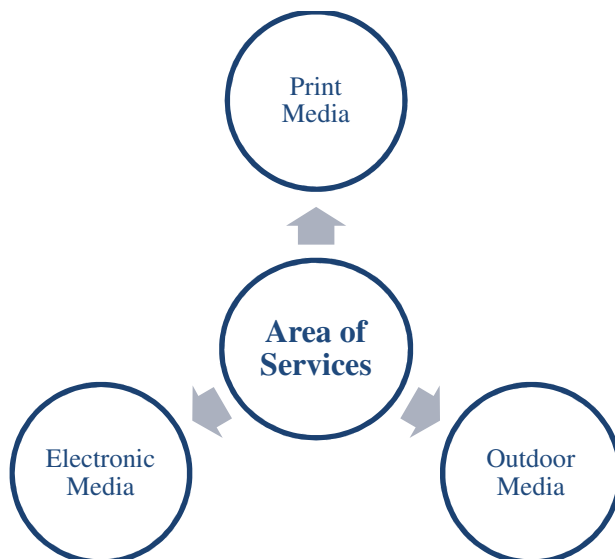 Print
Media
Area of
Services
Electronic
Media
Outdoor
Media